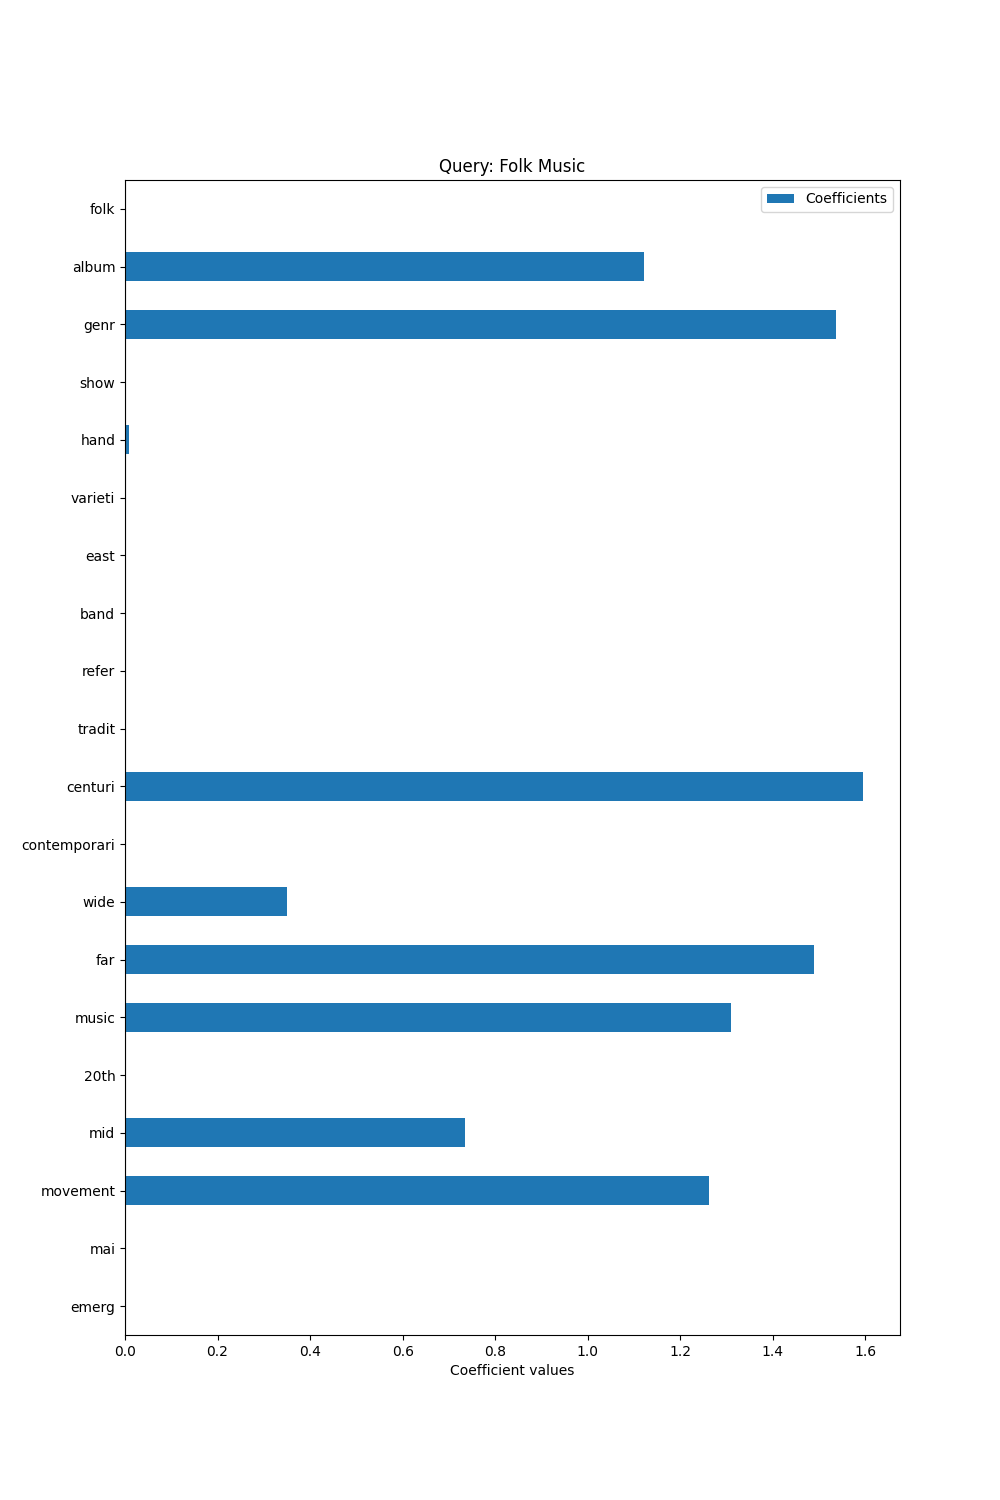 Query: Folk Music
Coefficients
folk
album
genr
show
hand
varieti
east
band
refer
tradit
centuri
contemporari
wide
far
music
20th
mid
movement
mai
emerg
0.0 0.2 0.4 0.6 0.8 1.0 1.2 1.4 1.6
Coefficient values